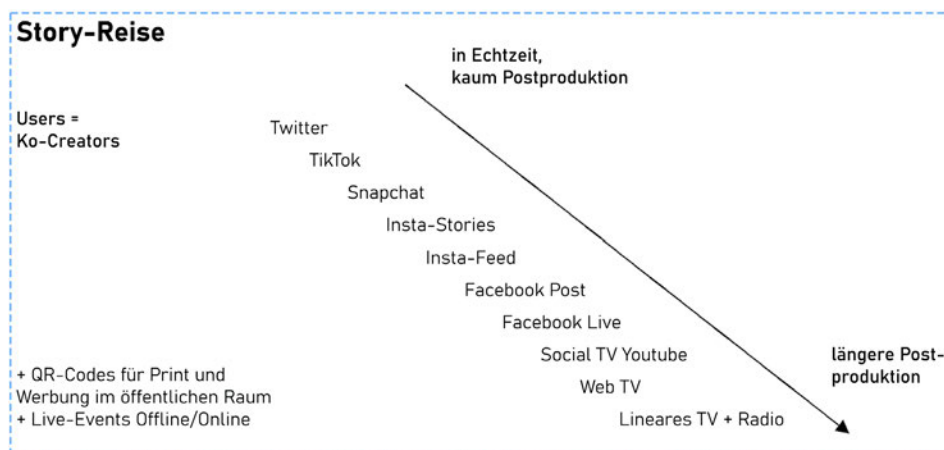 Story-Reise
in Echtzeit,
kaum Postproduktion
Users =
Ko-Creators
Twitter
TikTok
Snapchat
Insta-Stories
Insta-Feed
Facebook Post
Facebook Live
Social TV Youtube
Web TV
Lineares TV + Radio
längere Post-
produktion
+ QR-Codes für Print und
Werbung im öffentlichen Raum
+ Live-Events Offline/Online